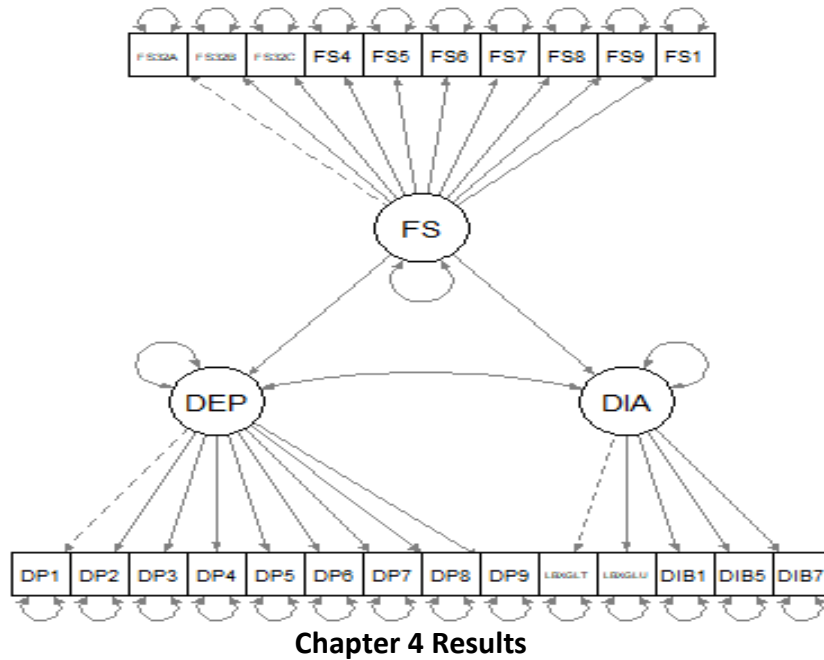 FS32A FS32B FS32C FS4 FS5 FS6 FS7 FS8 FS9 FS1
FS
DEP DIA
DP1 DP2 DP3 DP4 DP5 DP6 DP7 DP8 DP9 LBXGLT LBXGLU DIB1 DIB5 DIB7
Chapter 4 Results